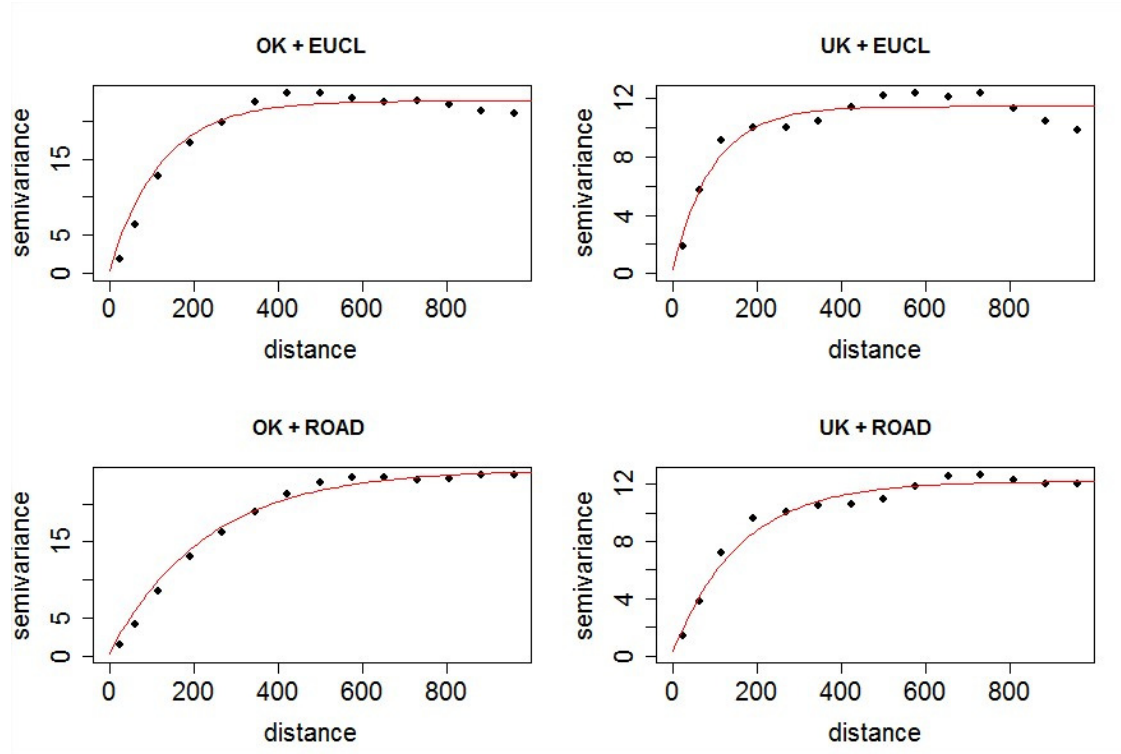 OK + EUCL
semivariance
15
5
0
0 200 400 600 800
distance
UK + EUCL
semivariance
12
8
4
0
0 200 400 600 800
distance
OK + ROAD
semivariance
15
5
0
0 200 400 600 800
distance
UK + ROAD
semivariance
12
8
4
0
0 200 400 600 800
distance